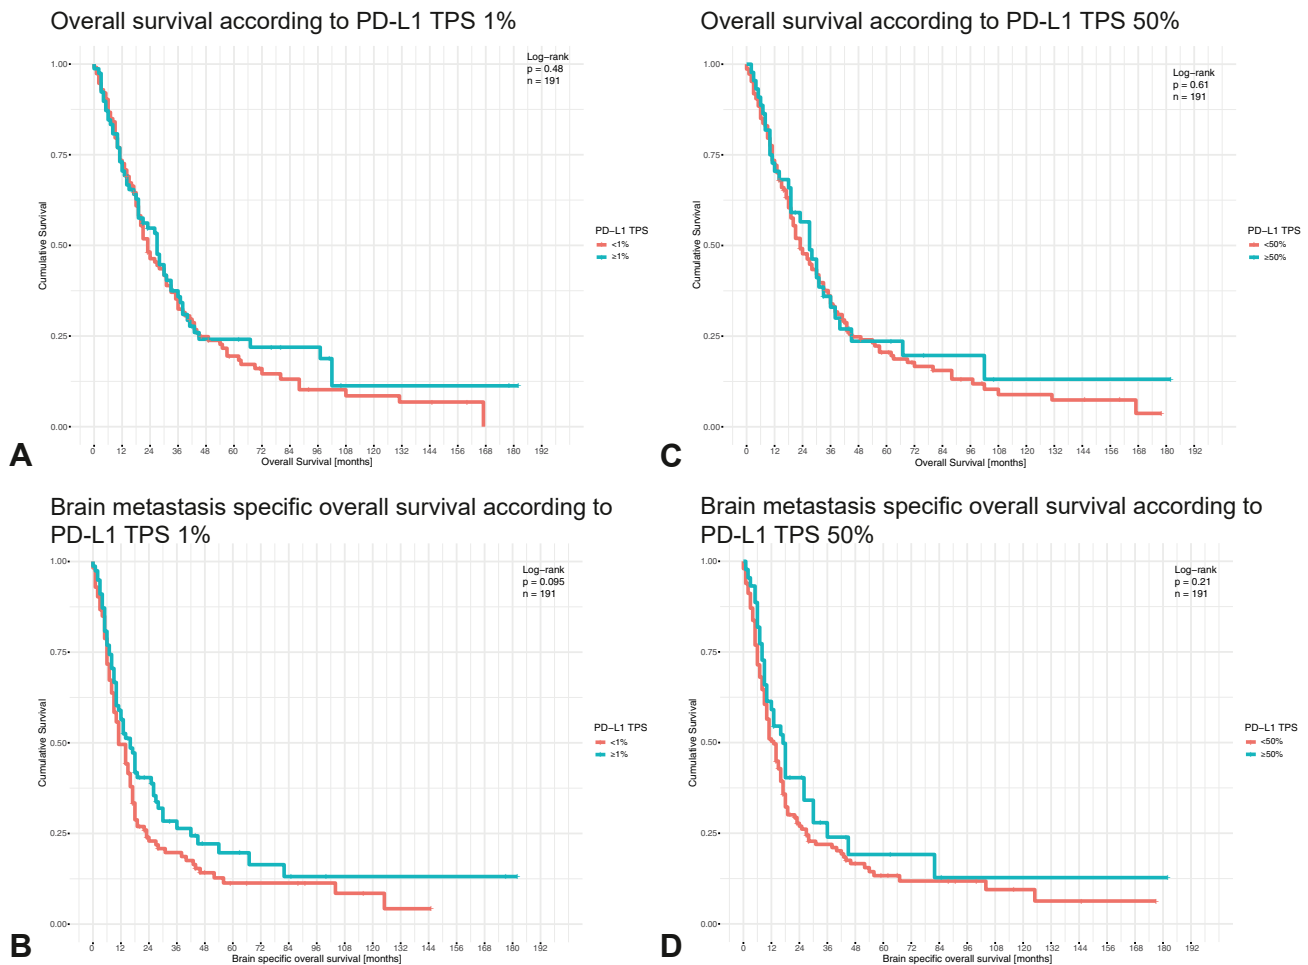 Overall survival according to PD-L1 TPS 1%
Log-rank
p = 0.48
n = 191
1.00
0.75
0.50
0.25
0.00
Cumulative Survival
PD-L1 TPS
<1%
≥1%
0 12 24 36 48 60 72 84 96 108 120 132 144 156 168 180 192
Overall Survival [months]
A
Overall survival according to PD-L1 TPS 50%
Log-rank
p = 0.61
n = 191
1.00
0.75
0.50
0.25
0.00
Cumulative Survival
PD-L1 TPS
<50%
≥50%
0 12 24 36 48 60 72 84 96 108 120 132 144 156 168 180 192
Overall Survival [months]
C
Brain metastasis specific overall survival according to
PD-L1 TPS 1%
Log-rank
p = 0.095
n = 191
1.00
0.75
0.50
0.25
0.00
Cumulative Survival
PD-L1 TPS
<1%
≥1%
0 12 24 36 48 60 72 84 96 108 120 132 144 156 168 180 192
Brain specific overall survival [months]
B
Brain metastasis specific overall survival according to
PD-L1 TPS 50%
Log-rank
p = 0.21
n = 191
1.00
0.75
0.50
0.25
0.00
Cumulative Survival
PD-L1 TPS
<50%
≥50%
0 12 24 36 48 60 72 84 96 108 120 132 144 156 168 180 192
Brain specific overall survival [months]
D